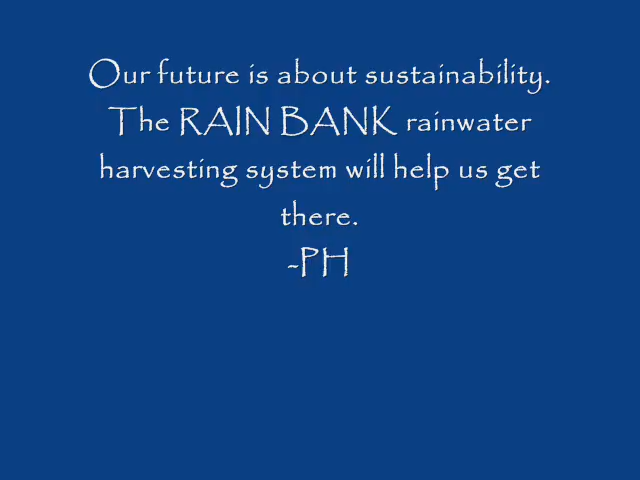 Our future is about sustainability.
The RAIN BANK rainwater
harvesting system will help us get
there.
-PH